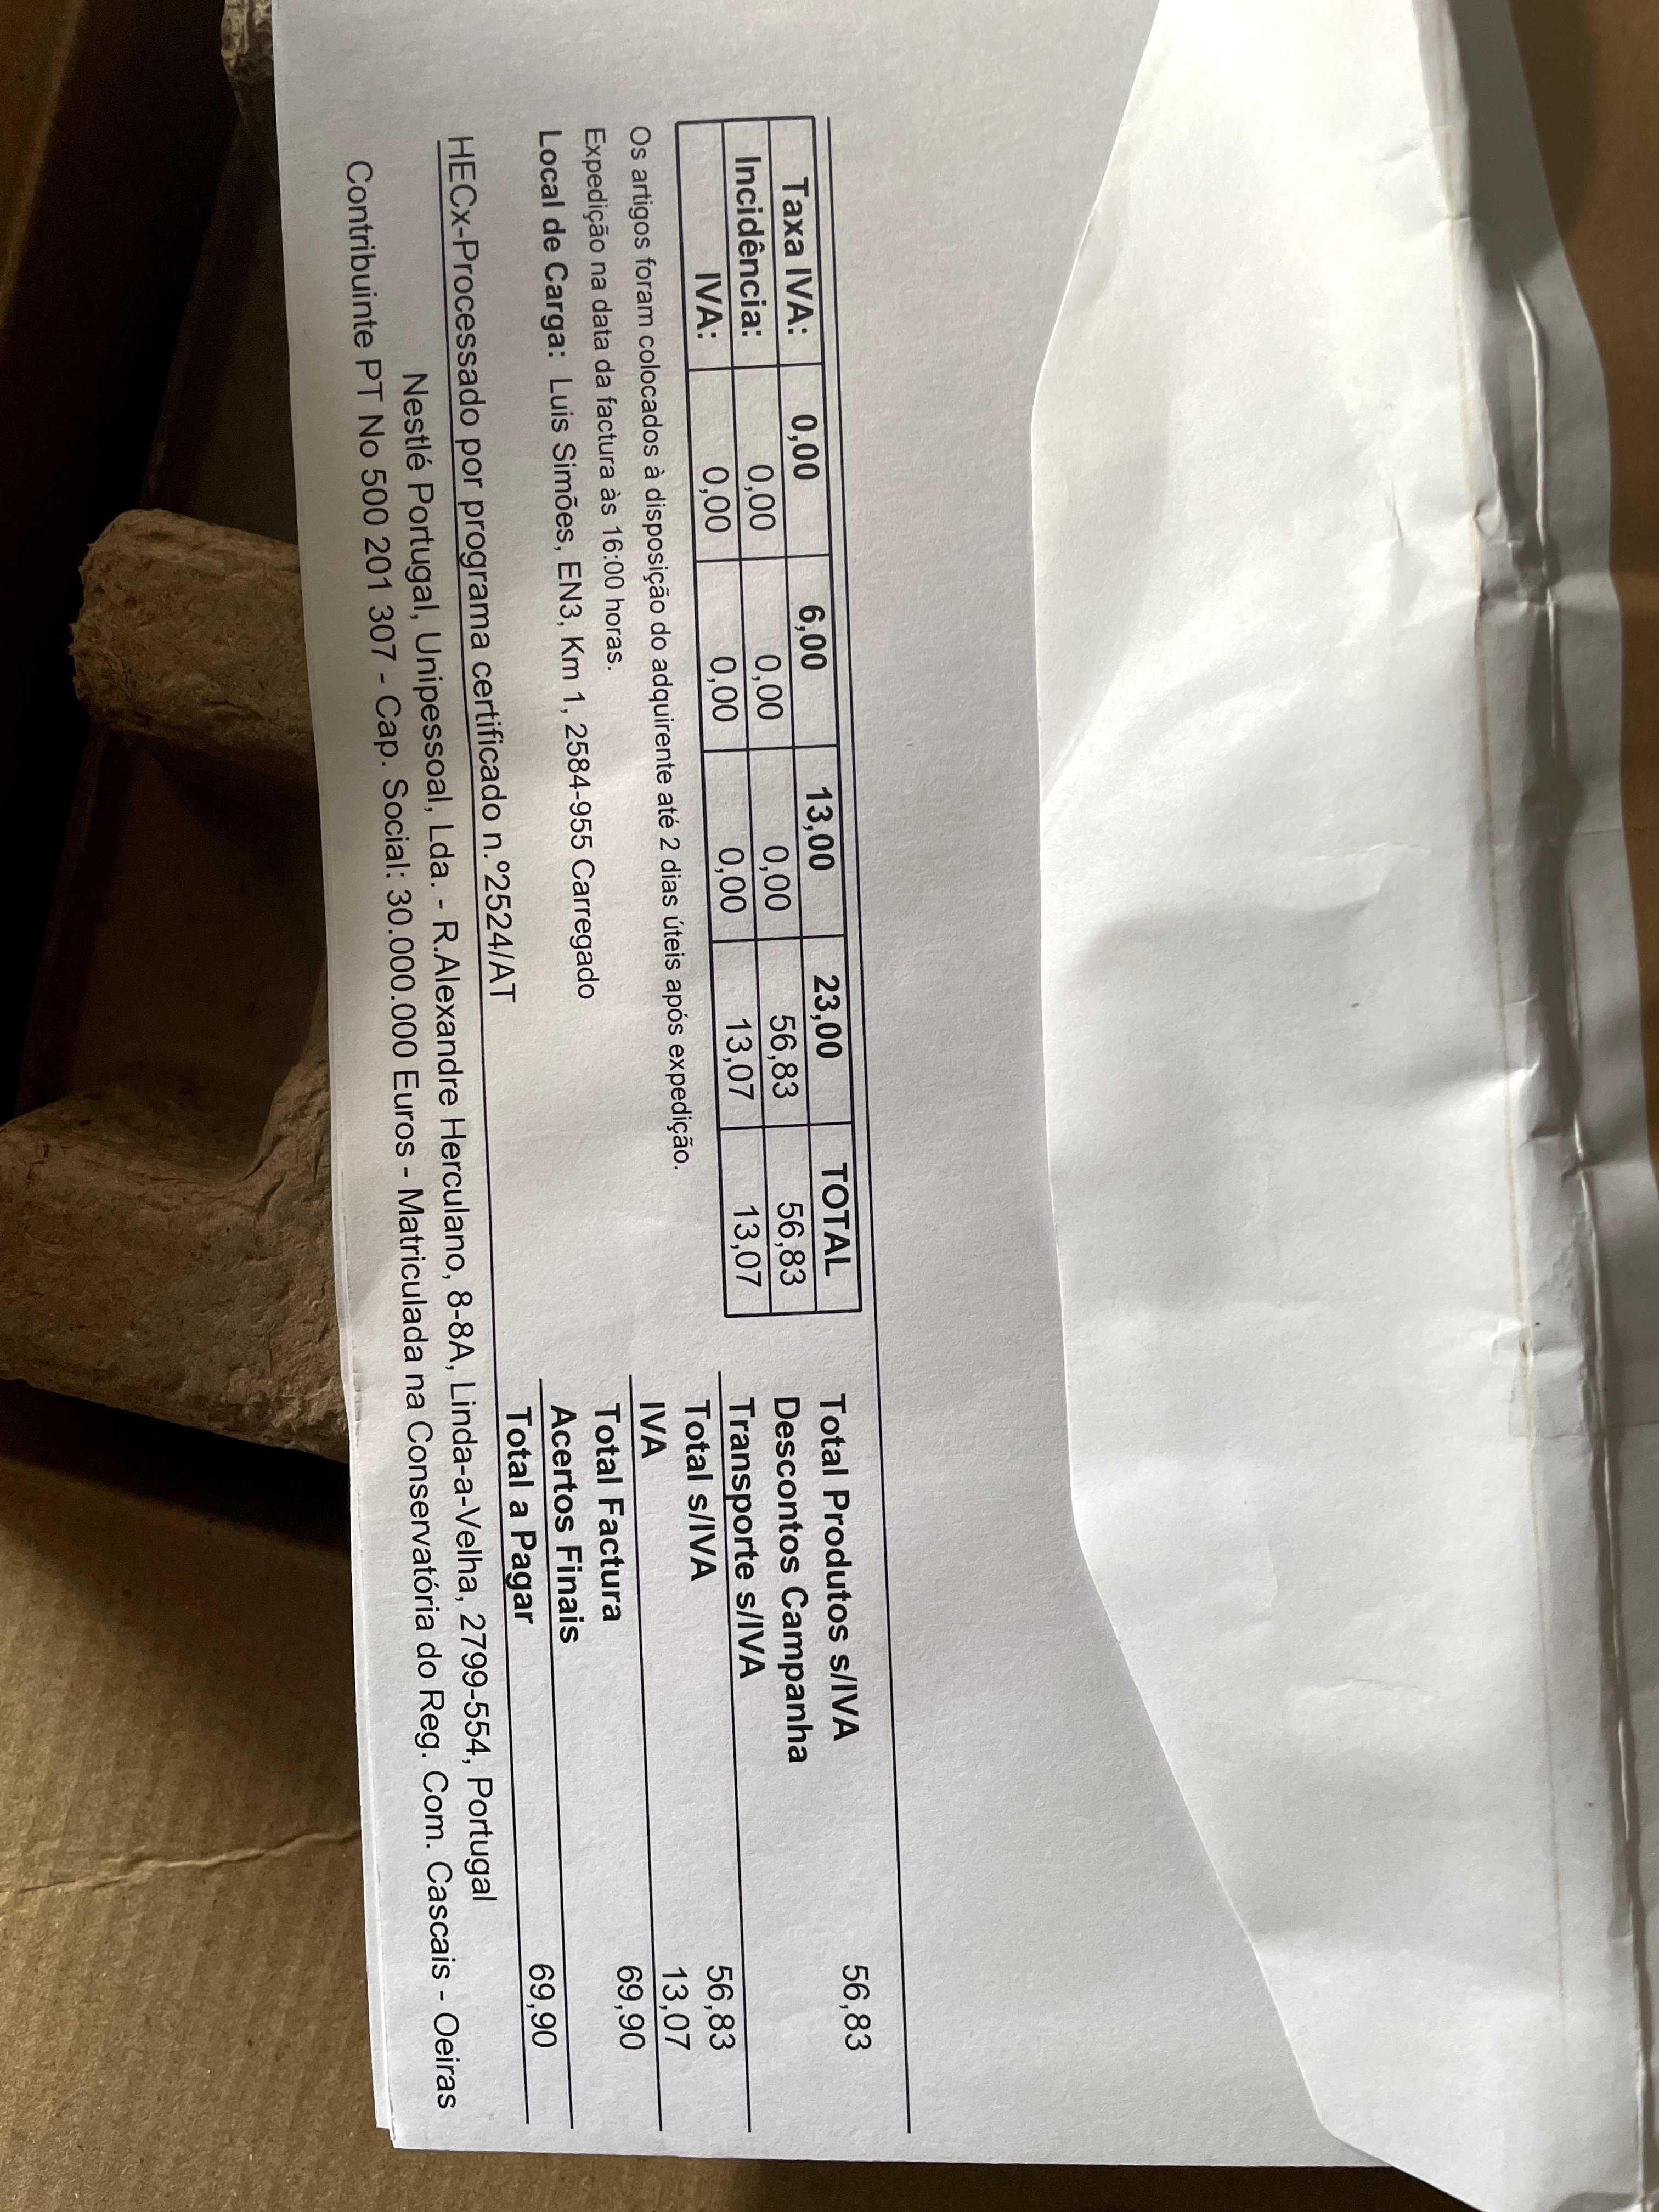 Total Produtos s/IVA 56,83
Taxa IVA: 0,00 6,00 13,00 23,00 TOTAL
Descontos Campanha
Incidência: 0,00 0,00 0,00 56,83 56,83
Transporte s/IVA
IVA: 0,00 0,00 0,00 13,07 13,07
Total s/IVA 56,83
Os artigos foram colocados à disposição do adquirente até 2 dias úteis após expedição.
IVA 13,07
Expedição na data da factura às 16:00 horas.
Total Factura 69,90
Local de Carga: Luis Simões, EN3, Km 1, 2584-955 Carregado
Acertos Finais
Total a Pagar 69,90
HECx-Processado por programa certificado n.º2524/AT
Nestlé Portugal, Unipessoal, Lda. - R.Alexandre Herculano, 8-8A, Linda-a-Velha, 2799-554, Portugal
Contribuinte PT No 500 201 307 - Cap. Social: 30.000.000 Euros - Matriculada na Conservatória do Reg. Com. Cascais - Oeiras